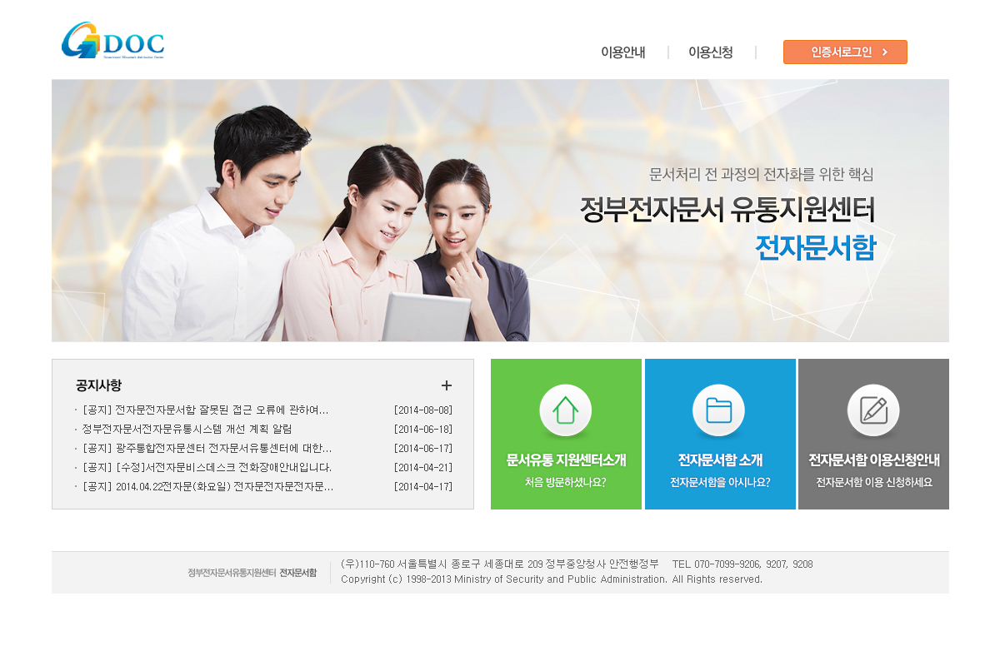 GDOC
이용안내
이용신청
인증서로그인
문서처리 전 과정의 전자화를 위한 핵심
정부전자문서 유통지원센터
전자문서함
공지사항
· [공지] 전자문전자문서함 잘못된 접근 오류에 관하여... [2014-08-08]
· 정부전자문서전자문유통시스템 개선 계획 알림 [2014-06-18]
· [공지] 광주통합전자문센터 전자문서유통센터에 대한... [2014-06-17]
· [공지] [수정]서전자문비스데스크 전화장애안내입니다. [2014-04-21]
· [공지] 2014.04.22전자문(화요일) 전자문전자문전자문... [2014-04-17]
문서유통 지원센터소개
처음 방문하셨나요?
전자문서함 소개
전자문서함을 아시나요?
전자문서함 이용신청안내
전자문서함 이용 신청하세요
정부전자문서유통지원센터 전자문서함
(우)110-760 서울특별시 종로구 세종대로 209 정부중앙청사 안전행정부 TEL 070-7099-9206, 9207, 9208
Copyright (c) 1998-2013 Ministry of Security and Public Administration. All Rights reserved.